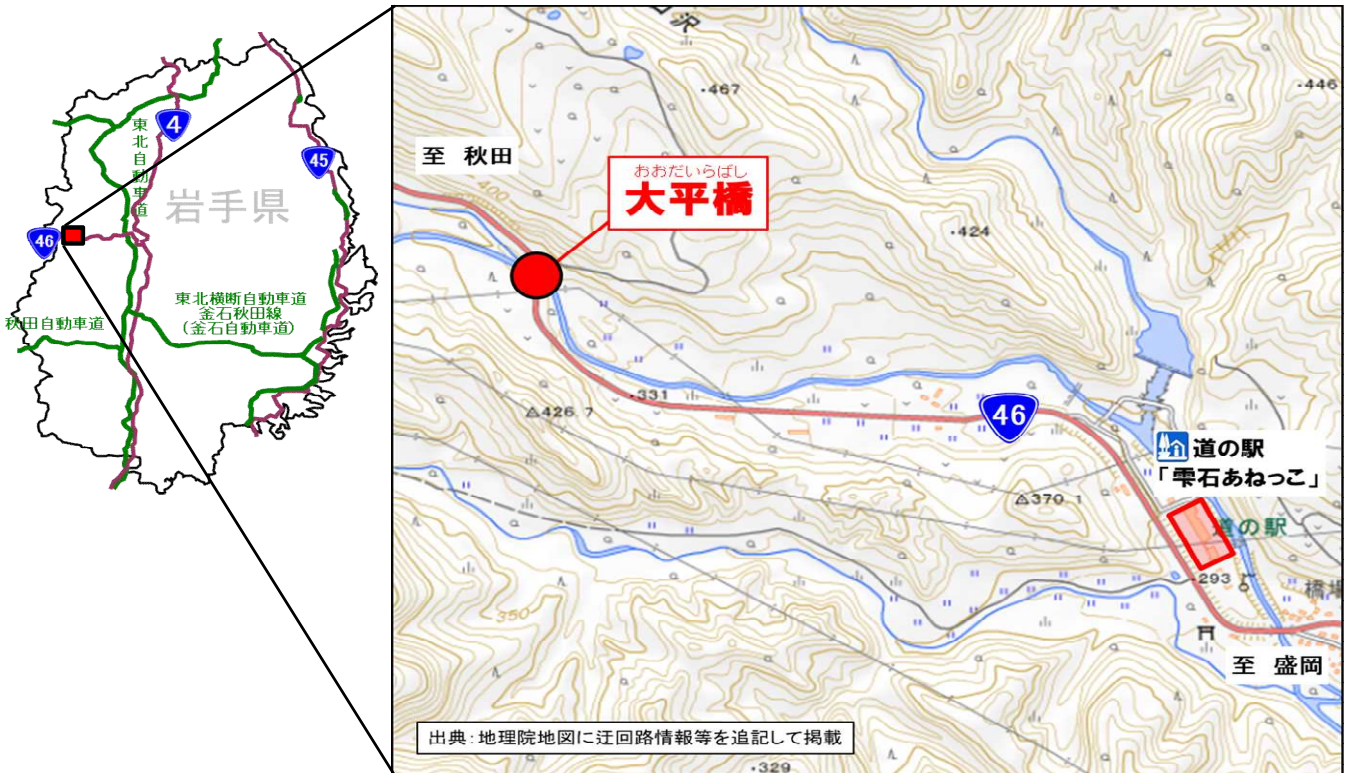 4
東北自動車道
45
岩手県
46
東北横断自動車道
釜石秋田線
(釜石自動車道)
秋田自動車道
沢
・467
・446
至 秋田
400
おおだいらばし
大平橋
・424
・331
△426.7
46
道の駅
「雫石あねっこ」
△370.1
道の駅
・293
橋場
350
至 盛岡
出典：地理院地図に迂回路情報等を追記して掲載
・329